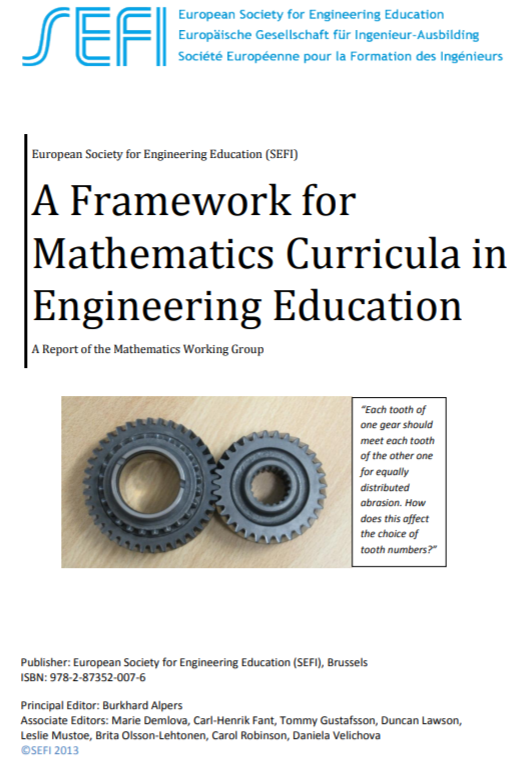 SEFI
European Society for Engineering Education
Europäische Gesellschaft für Ingenieur-Ausbilding
Société Européenne pour la Formation des Ingénieurs
European Society for Engineering Education (SEFI)
A Framework for
Mathematics Curricula in
Engineering Education
A Report of the Mathematics Working Group
“Each tooth of
one gear should
meet each tooth
of the other one
for equally
distributed
abrasion. How
does this affect
the choice of
tooth numbers?”
Publisher: European Society for Engineering Education (SEFI), Brussels
ISBN: 978-2-87352-007-6
Principal Editor: Burkhard Alpers
Associate Editors: Marie Demlova, Carl-Henrik Fant, Tommy Gustafsson, Duncan Lawson,
Leslie Mustoe, Brita Olsson-Lehtonen, Carol Robinson, Daniela Velichova
©SEFI 2013